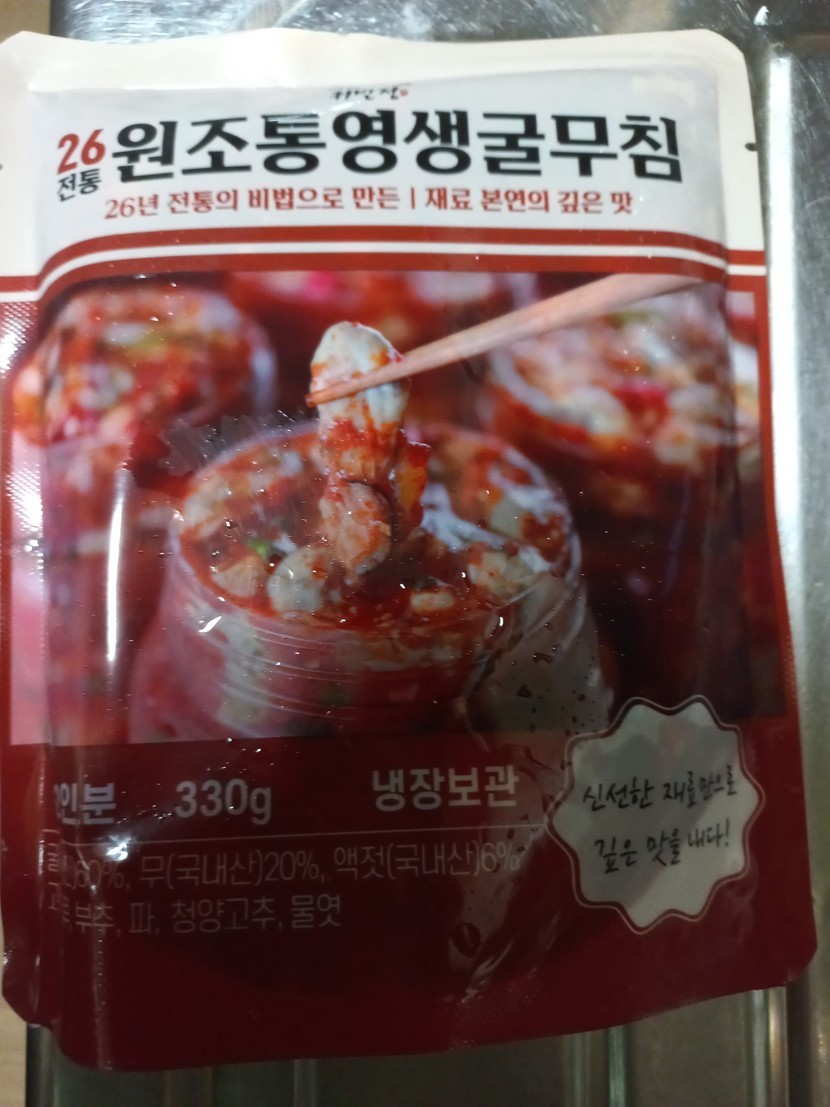 26
전통
원조통영생굴무침
26년 전통의 비법으로 만든 | 재료 본연의 깊은 맛
인분 330g 냉장보관
60%, 무(국내산)20%, 액젓(국내산)6%
부추, 파, 청양고추, 물엿
신선한 재료만으로
깊은 맛을 내다!